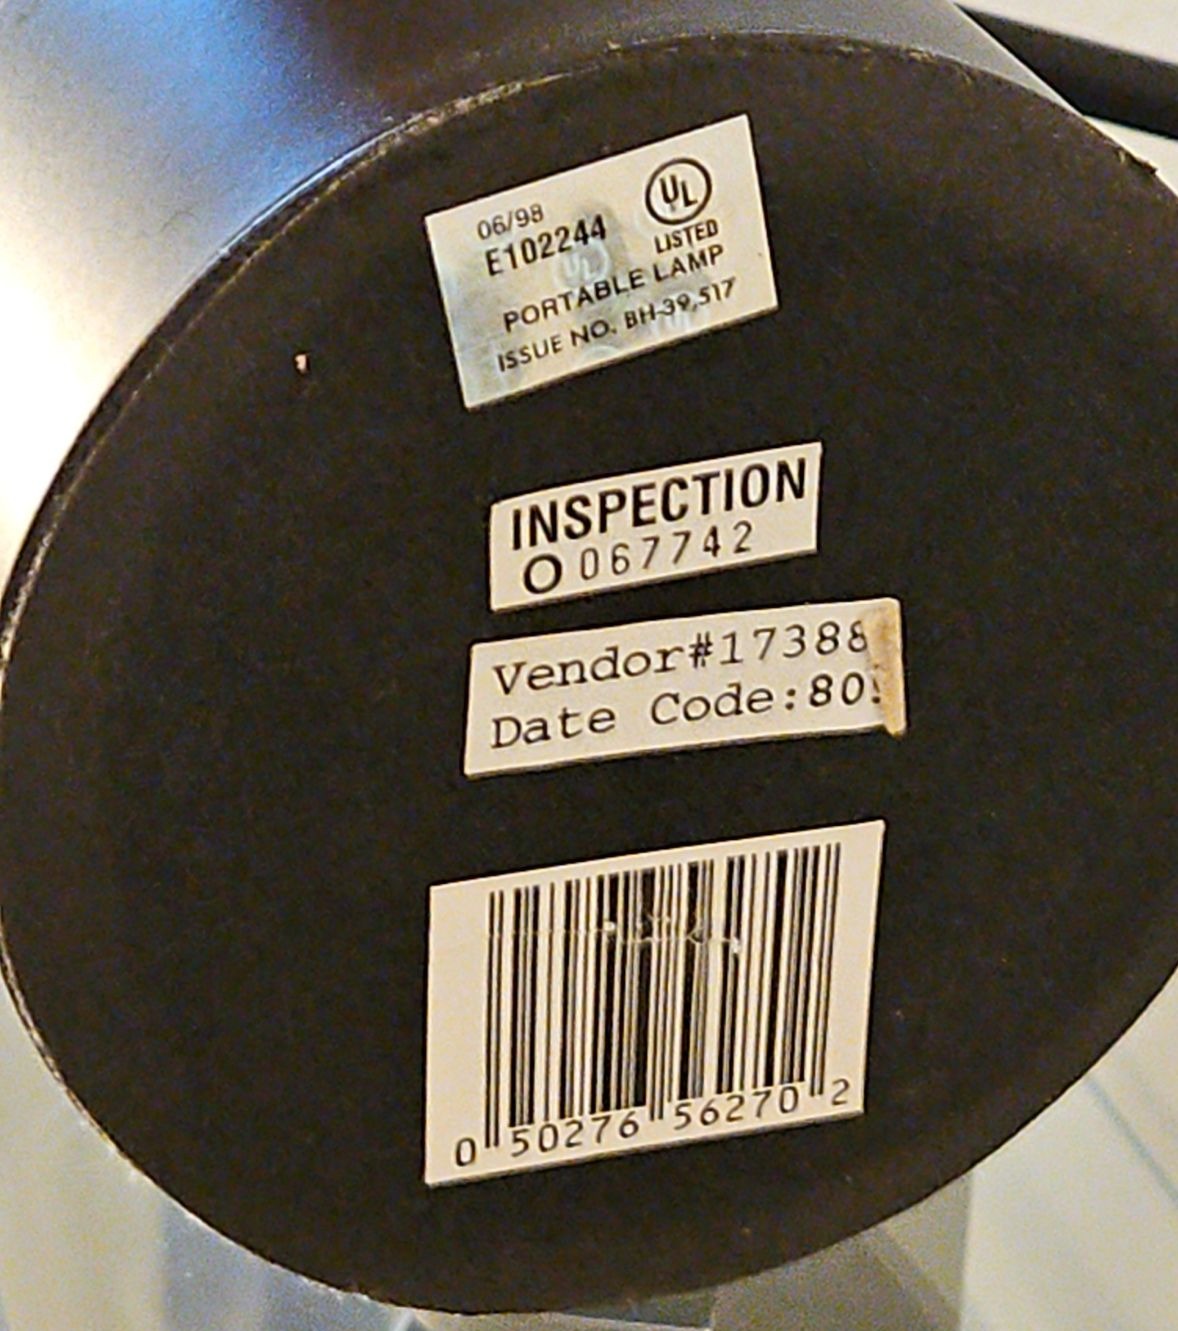 06/98
E102244
UL
LISTED
PORTABLE LAMP
ISSUE NO. BH-39,517
INSPECTION
O 067742
Vendor#17388
Date Code:80
0 50276 56270 2